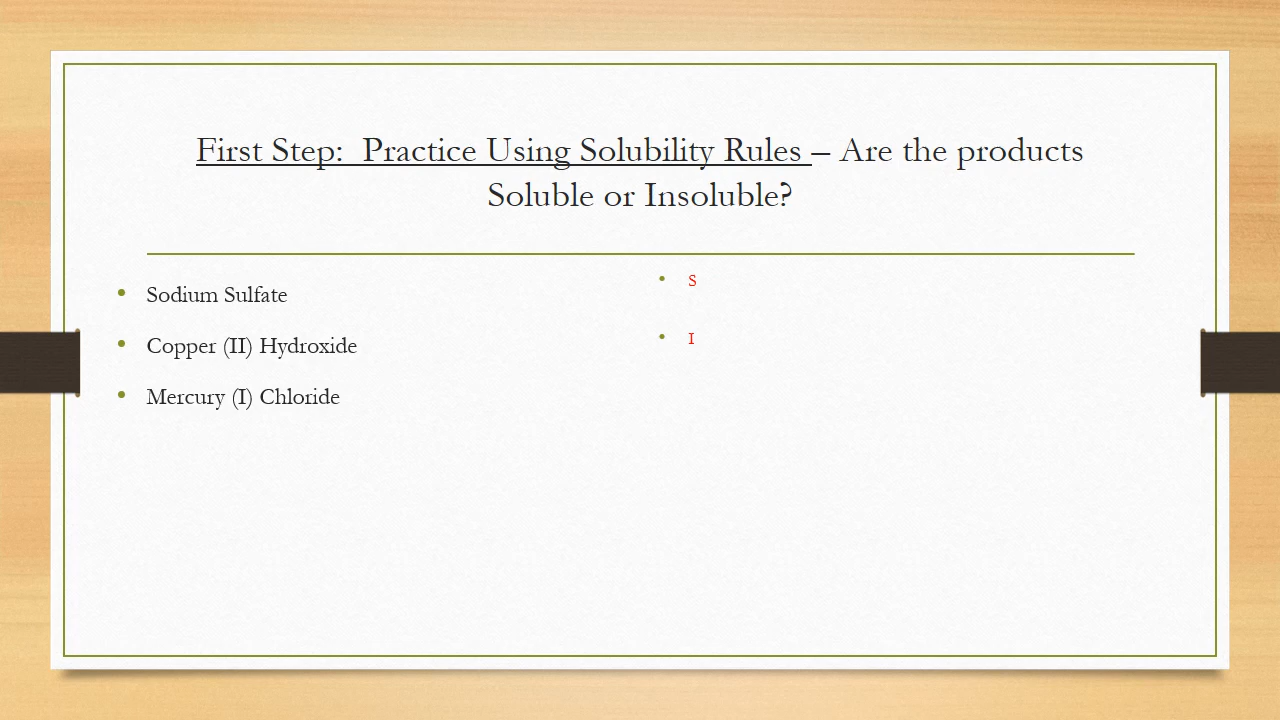 First Step:  Practice Using Solubility Rules – Are the products
Soluble or Insoluble?
• Sodium Sulfate
• Copper (II) Hydroxide
• Mercury (I) Chloride
• S
• I